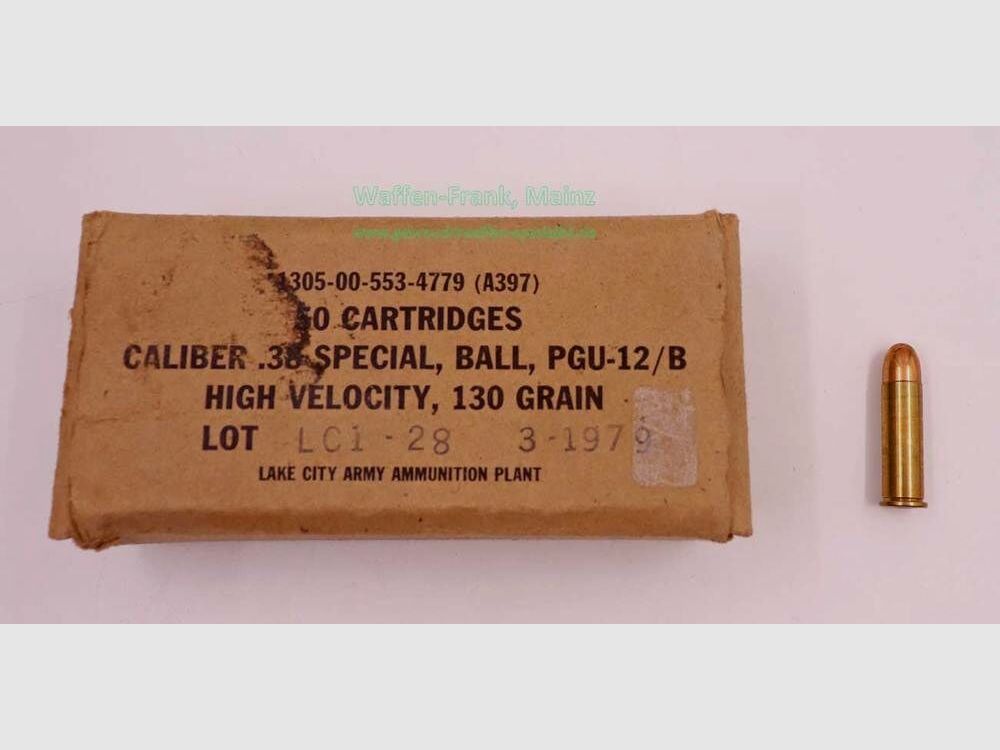 Waffen-Frank, Mainz
1305-00-553-4779 (A397)
50 CARTRIDGES
CALIBER .38 SPECIAL, BALL, PGU-12/B
HIGH VELOCITY, 130 GRAIN
LOT LC1-28 3-1979
LAKE CITY ARMY AMMUNITION PLANT